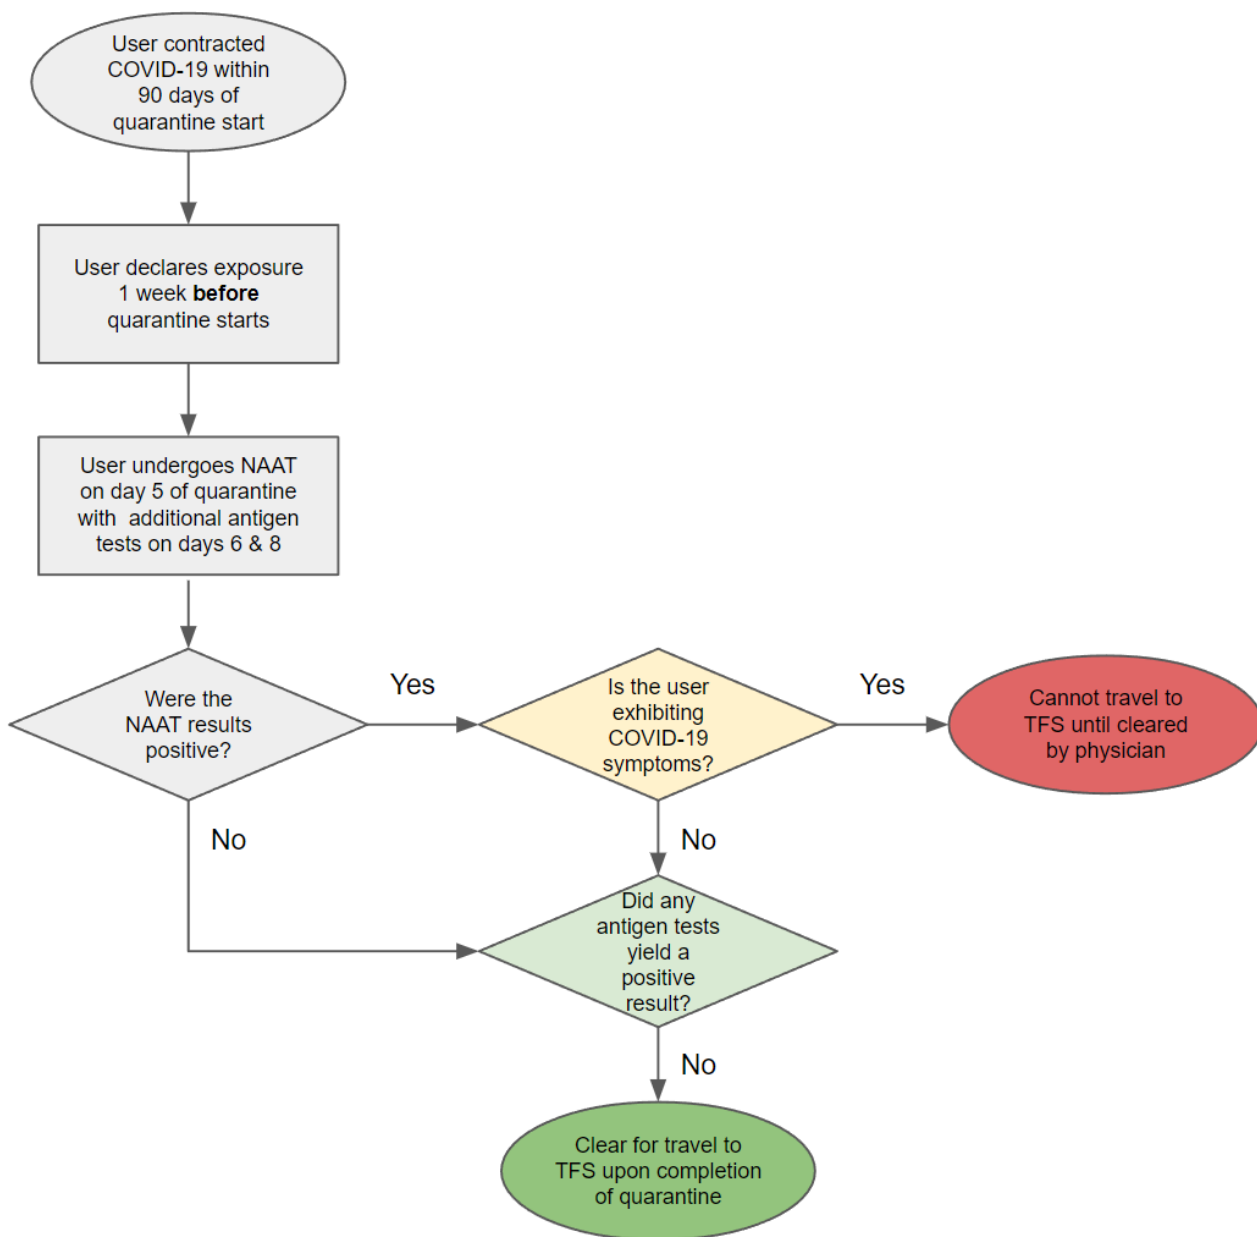 User contracted
COVID-19 within
90 days of
quarantine start
User declares exposure
1 week before
quarantine starts
User undergoes NAAT
on day 5 of quarantine
with additional antigen
tests on days 6 & 8
Were the
NAAT results
positive?
Yes
Is the user
exhibiting
COVID-19
symptoms?
Yes
Cannot travel to
TFS until cleared
by physician
No
No
Did any
antigen tests
yield a
positive
result?
No
Clear for travel to
TFS upon completion
of quarantine